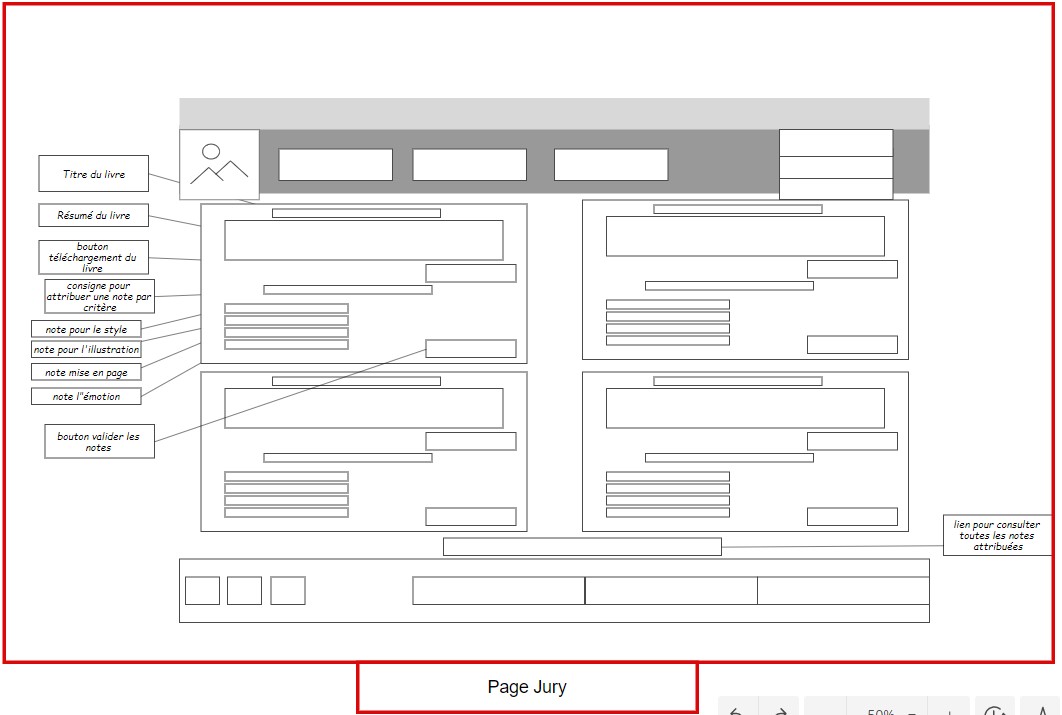 Titre du livre
Résumé du livre
bouton
téléchargement du
livre
consigne pour
attribuer une note par
critère
note pour le style
note pour l'illustration
note mise en page
note l"émotion
bouton valider les
notes
lien pour consulter
toutes les notes
attribuées
Page Jury
50%